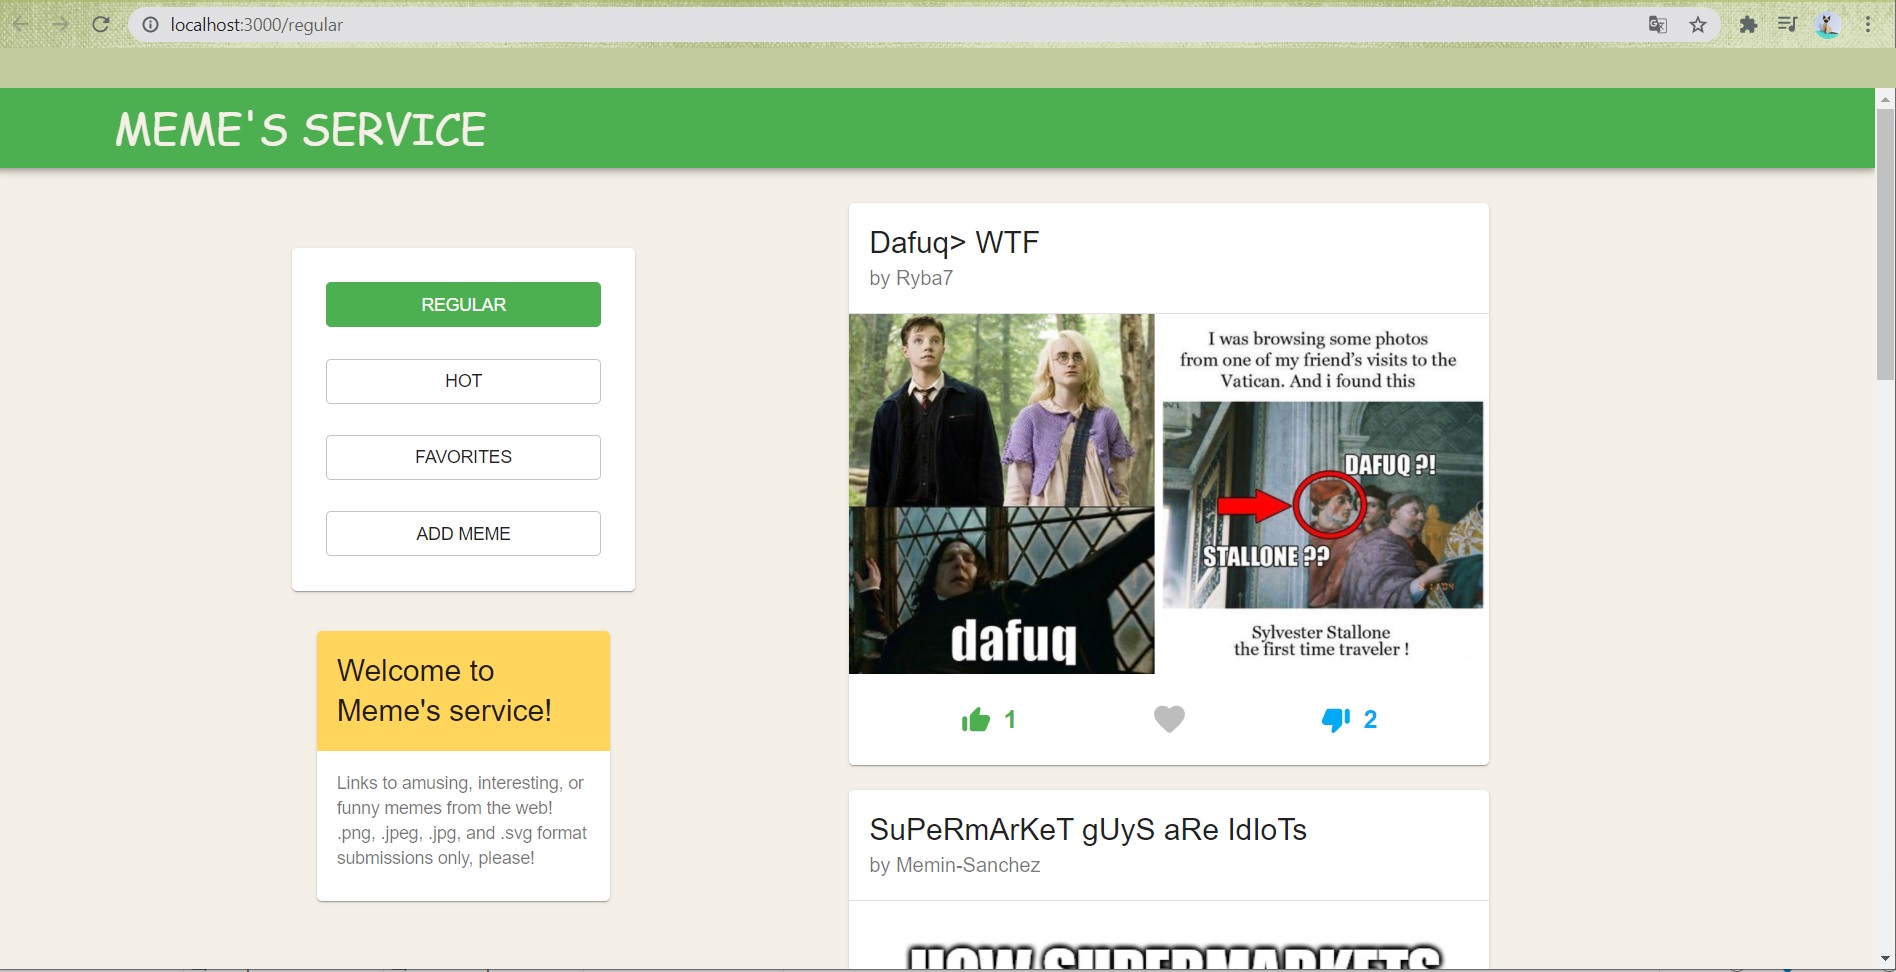 localhost:3000/regular
MEME'S SERVICE
REGULAR
HOT
FAVORITES
ADD MEME
Welcome to
Meme's service!
Links to amusing, interesting, or
funny memes from the web!
.png, .jpeg, .jpg, and .svg format
submissions only, please!
Dafuq> WTF
by Ryba7
dafuq
I was browsing some photos
from one of my friend's visits to the
Vatican. And i found this
DAFUQ ?!
STALLONE ??
Sylvester Stallone
the first time traveler !
1
2
SuPeRmArKeT gUyS aRe IdIoTs
by Memin-Sanchez
HOW SUPERMARKETS